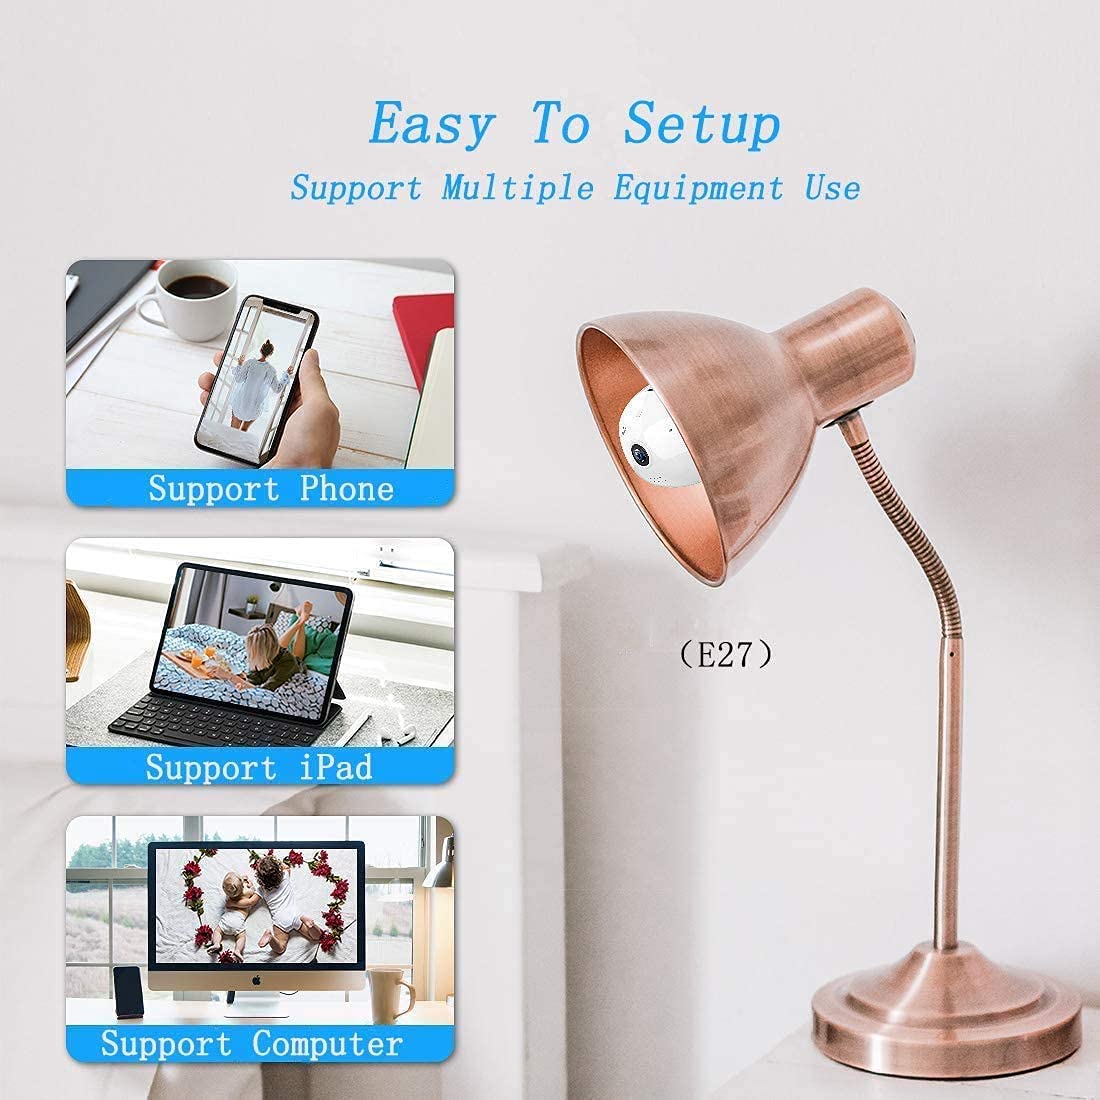 Easy To Setup
Support Multiple Equipment Use
Support Phone
(E27)
Support iPad
Support Computer